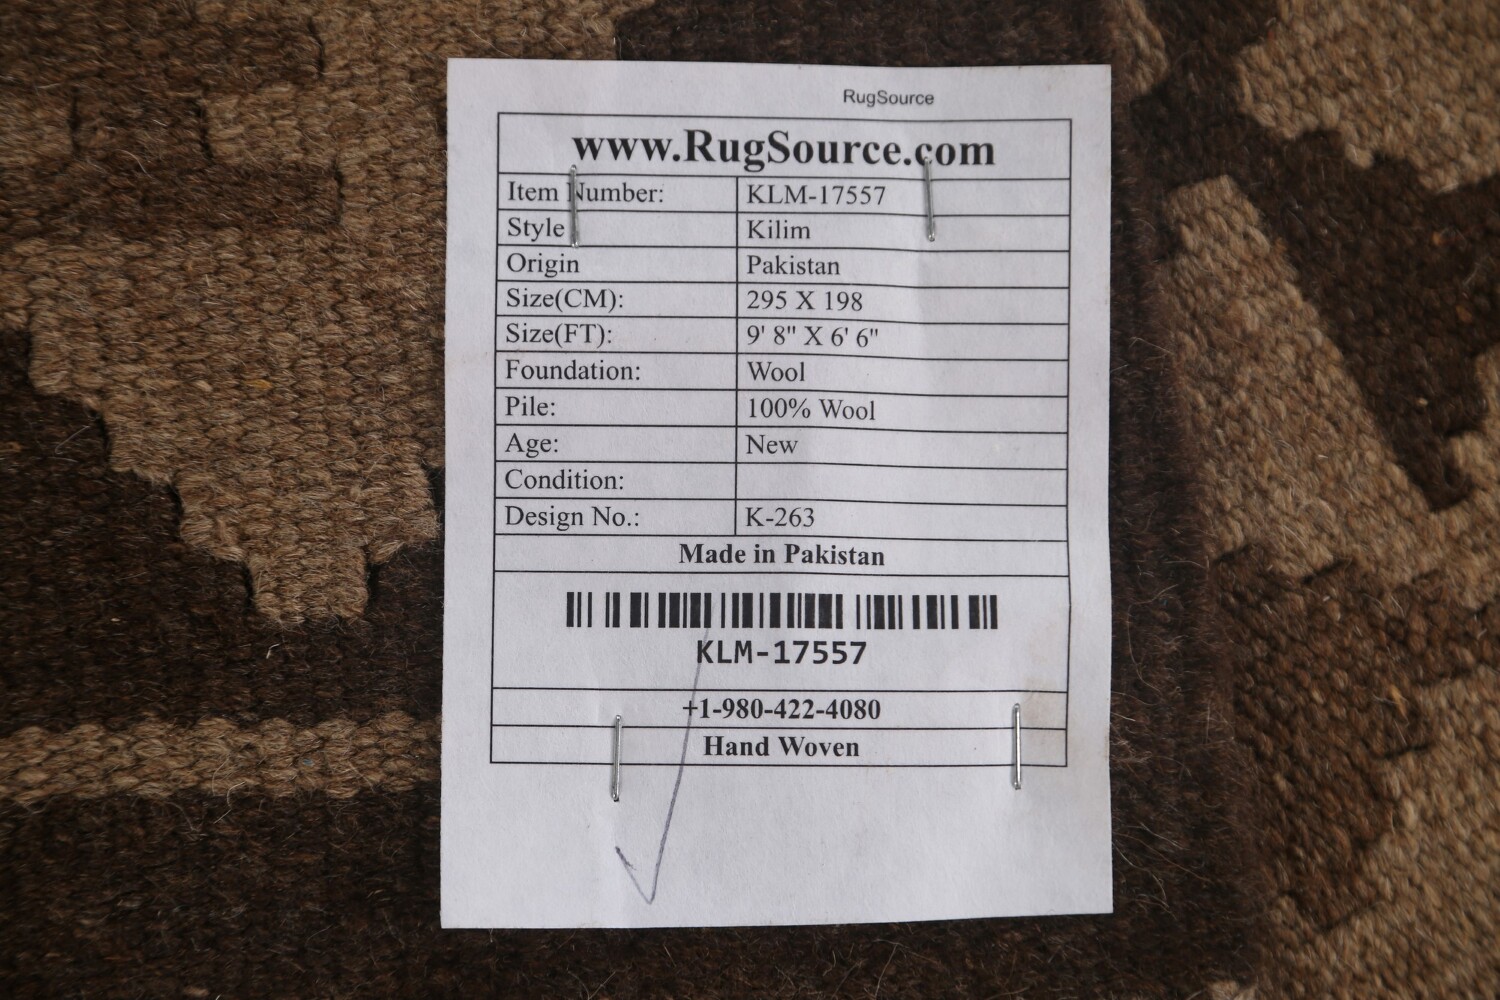 RugSource
www.RugSource.com
Item Number: KLM-17557
Style Kilim
Origin Pakistan
Size(CM): 295 X 198
Size(FT): 9' 8" X 6' 6"
Foundation: Wool
Pile: 100% Wool
Age: New
Condition:
Design No.: K-263
Made in Pakistan
KLM-17557
+1-980-422-4080
Hand Woven